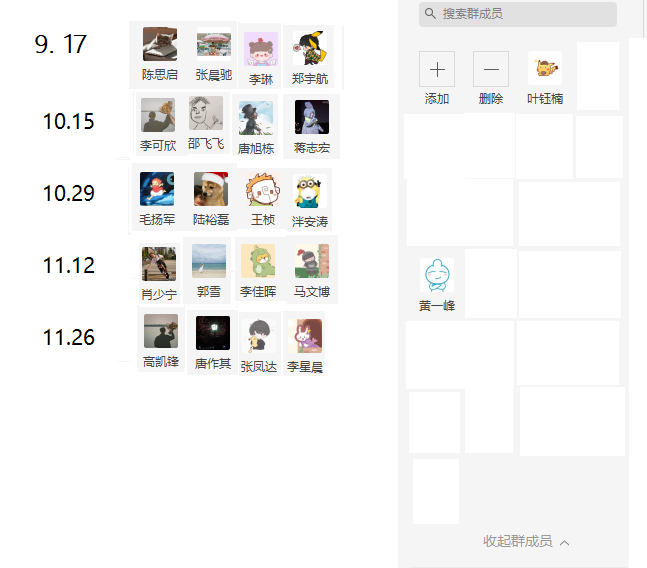 9. 17
陈思启 张晨驰 李琳 郑宇航
10.15
李可欣 邵飞飞 唐旭栋 蒋志宏
10.29
毛扬军 陆裕磊 王桢 泮安涛
11.12
肖少宁 郭雪 李佳晖 马文博
11.26
高凯锋 唐作其 张凤达 李星晨
搜索群成员
添加 删除 叶钰楠
黄一峰
收起群成员